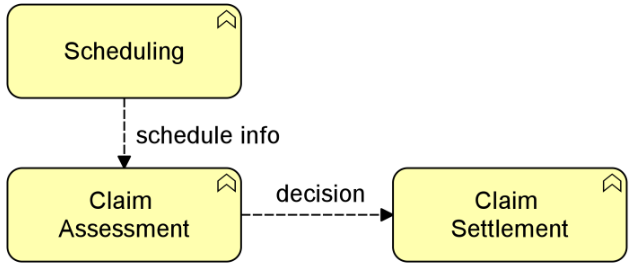 Scheduling
schedule info
Claim
Assessment
decision
Claim
Settlement